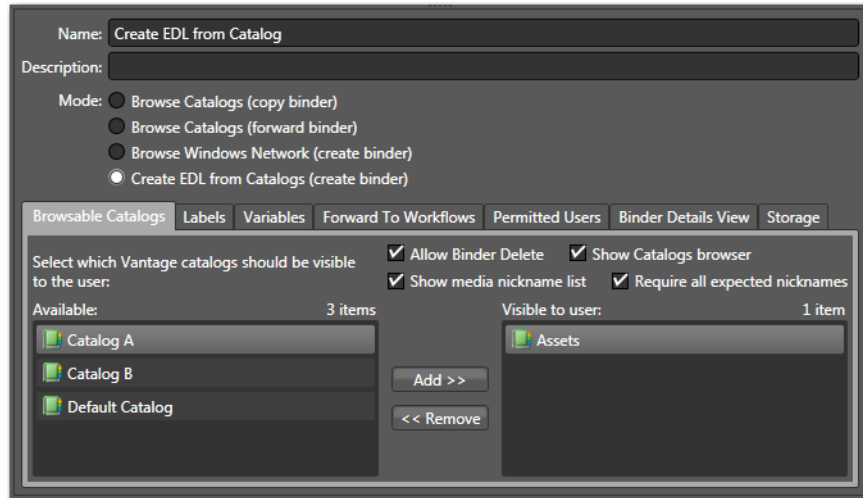 Name: Create EDL from Catalog
Description:
Mode: Browse Catalogs (copy binder)
Browse Catalogs (forward binder)
Browse Windows Network (create binder)
Create EDL from Catalogs (create binder)
Browsable Catalogs Labels Variables Forward To Workflows Permitted Users Binder Details View Storage
Select which Vantage catalogs should be visible
to the user:
Allow Binder Delete Show Catalogs browser
Show media nickname list Require all expected nicknames
Available: 3 items Visible to user: 1 item
Catalog A Assets
Catalog B
Add >>
Default Catalog
<< Remove